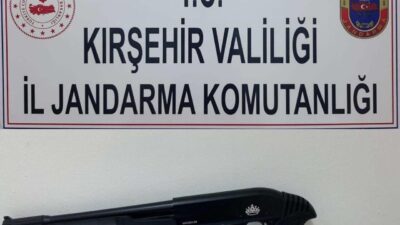 T.C.
KIRŞEHİR VALİLİĞİ
İL JANDARMA KOMUTANLIĞI